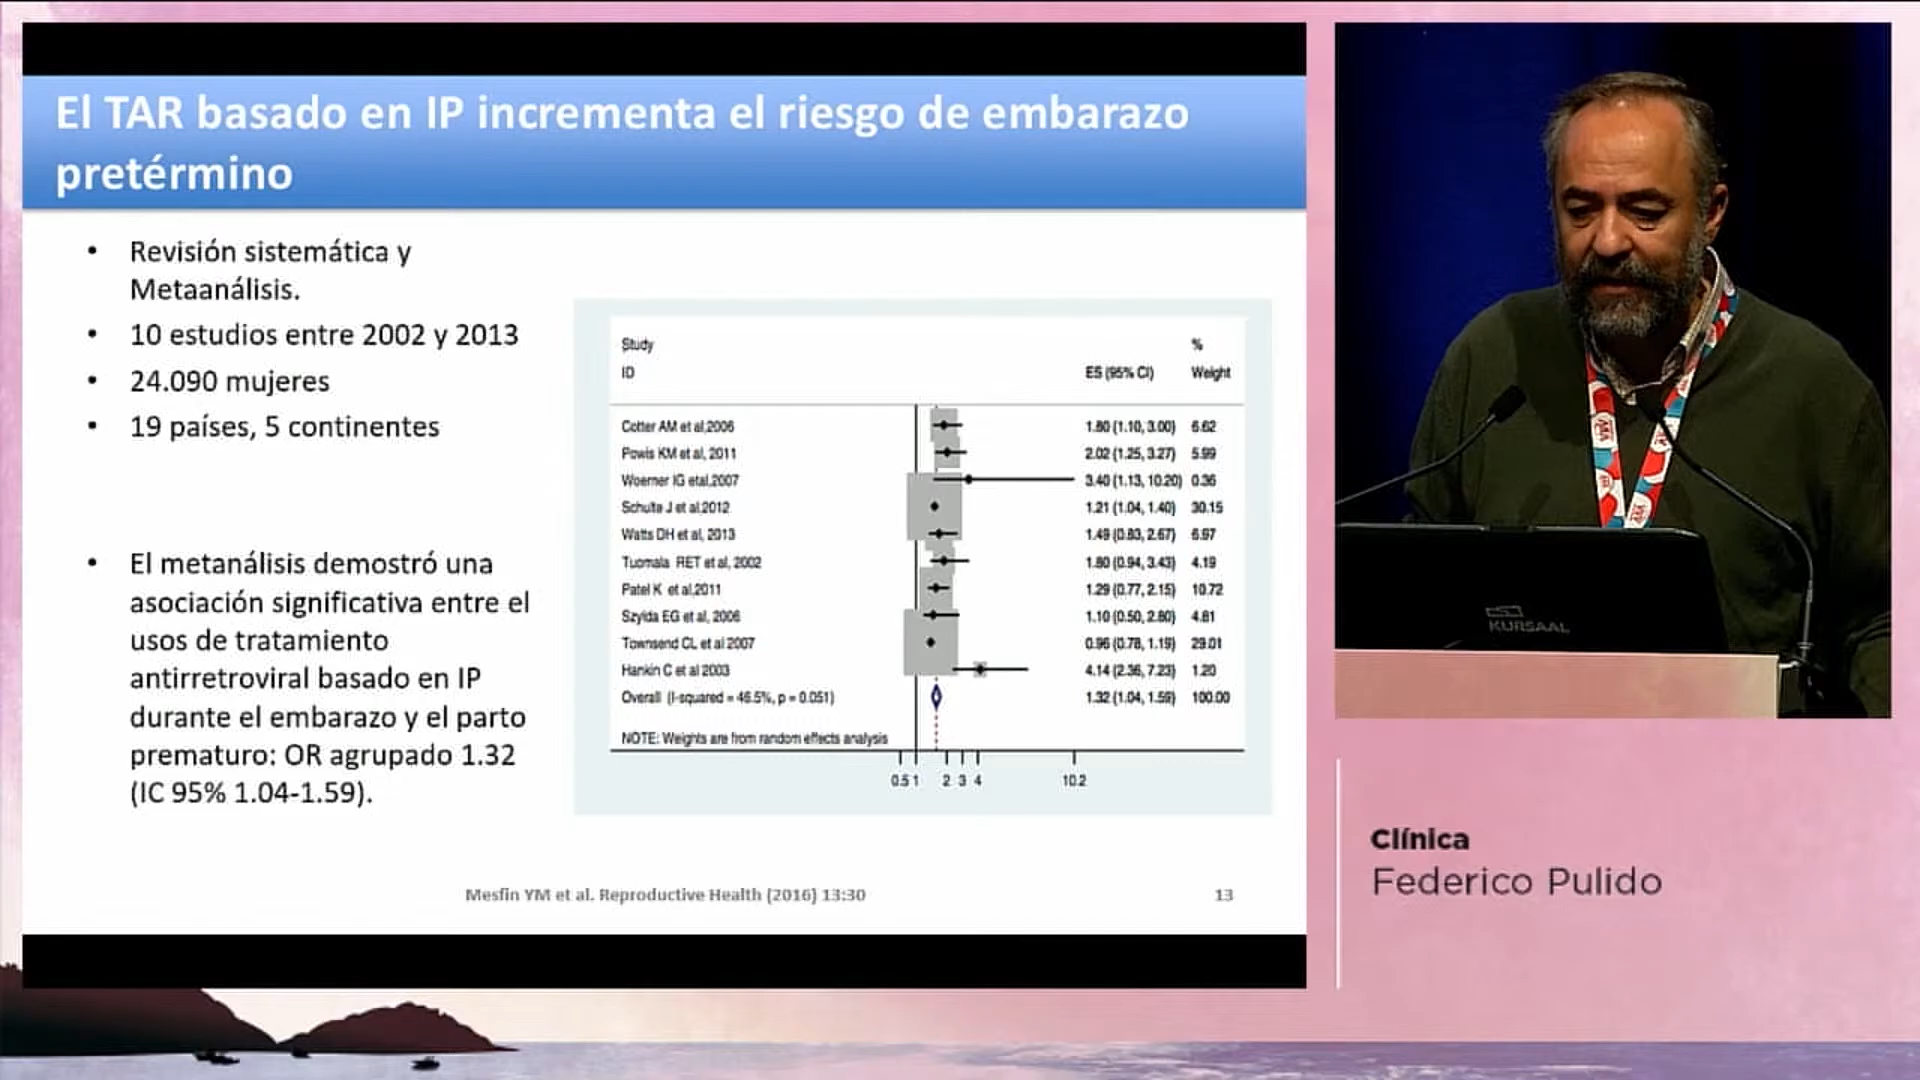 El TAR basado en IP incrementa el riesgo de embarazo
pretérmino
• Revisión sistemática y
Metaanálisis.
• 10 estudios entre 2002 y 2013
• 24.090 mujeres
• 19 países, 5 continentes
• El metanálisis demostró una
asociación significativa entre el
usos de tratamiento
antirretroviral basado en IP
durante el embarazo y el parto
prematuro: OR agrupado 1.32
(IC 95% 1.04-1.59).
Study %
ID ES (95% CI) Weight
Cotter AM et al,2006 1.80 (1.10, 3.00) 6.62
Powis KM et al, 2011 2.02 (1.25, 3.27) 5.99
Woerner IG etal,2007 3.40 (1.13, 10.20) 0.36
Schulte J et al,2012 1.21 (1.04, 1.40) 30.15
Watts DH et al, 2013 1.49 (0.83, 2.67) 6.97
Tuomala RET et al, 2002 1.80 (0.94, 3.43) 4.19
Patel K et al,2011 1.29 (0.77, 2.15) 10.72
Szylda EG et al, 2006 1.10 (0.50, 2.80) 4.81
Townsend CL et al 2007 0.96 (0.78, 1.19) 29.01
Hankin C et al 2003 4.14 (2.36, 7.23) 1.20
Overall (I-squared = 46.5%, p = 0.051) 1.32 (1.04, 1.59) 100.00
NOTE: Weights are from random effects analysis
0.5 1 2 3 4 10.2
Mesfin YM et al. Reproductive Health (2016) 13:30
13
KURSAAL
Clínica
Federico Pulido